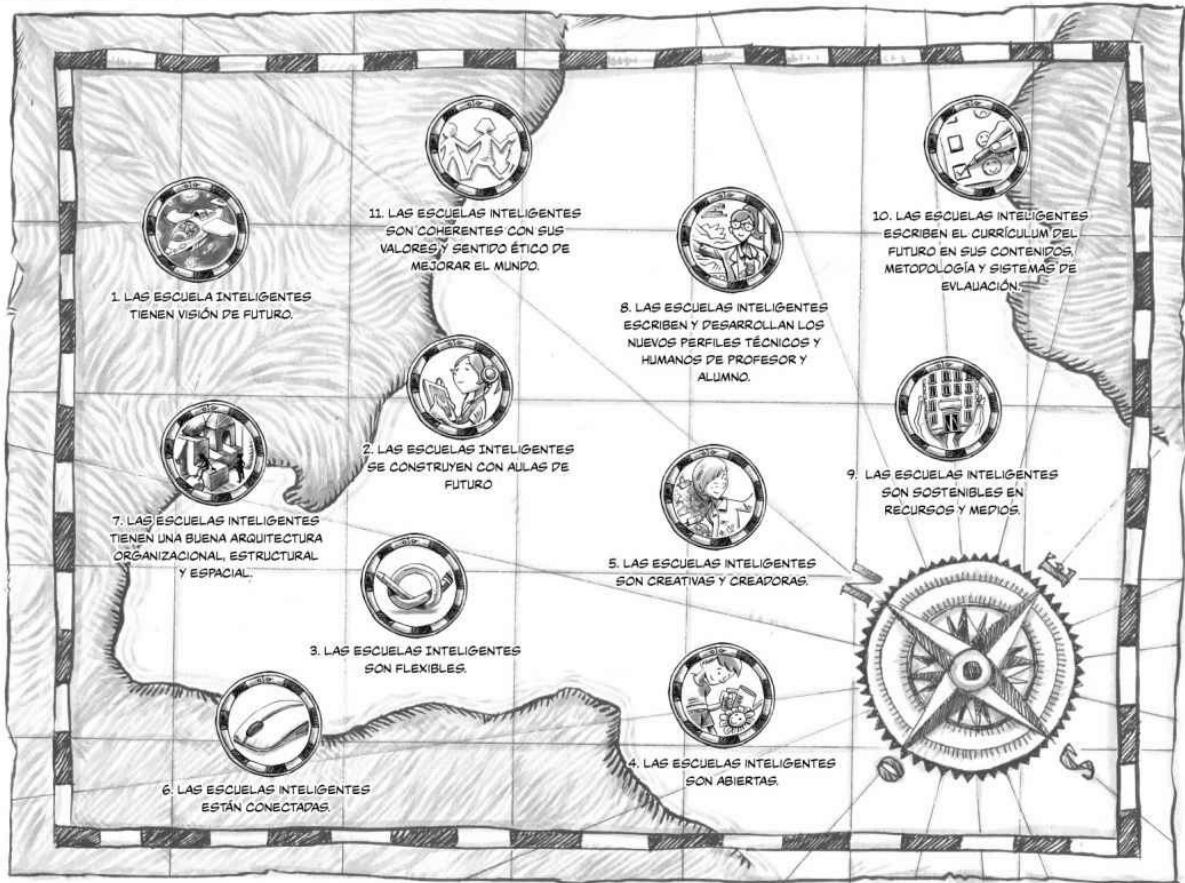 1. LAS ESCUELA INTELIGENTES
TIENEN VISIÓN DE FUTURO.
11. LAS ESCUELAS INTELIGENTES
SON COHERENTES CON SUS
VALORES Y SENTIDO ÉTICO DE
MEJORAR EL MUNDO.
8. LAS ESCUELAS INTELIGENTES
ESCRIBEN Y DESARROLLAN LOS
NUEVOS PERFILES TÉCNICOS Y
HUMANOS DE PROFESOR Y
ALUMNO.
10. LAS ESCUELAS INTELIGENTES
ESCRIBEN EL CURRÍCULUM DEL
FUTURO EN SUS CONTENIDOS,
METODOLOGÍA Y SISTEMAS DE
EVLAUACIÓN.
2. LAS ESCUELAS INTELIGENTES
SE CONSTRUYEN CON AULAS DE
FUTURO
7. LAS ESCUELAS INTELIGENTES
TIENEN UNA BUENA ARQUITECTURA
ORGANIZACIONAL, ESTRUCTURAL
Y ESPACIAL.
5. LAS ESCUELAS INTELIGENTES
SON CREATIVAS Y CREADORAS.
9. LAS ESCUELAS INTELIGENTES
SON SOSTENIBLES EN
RECURSOS Y MEDIOS.
3. LAS ESCUELAS INTELIGENTES
SON FLEXIBLES.
6. LAS ESCUELAS INTELIGENTES
ESTÁN CONECTADAS.
4. LAS ESCUELAS INTELIGENTES
SON ABIERTAS.
N
E
O
S